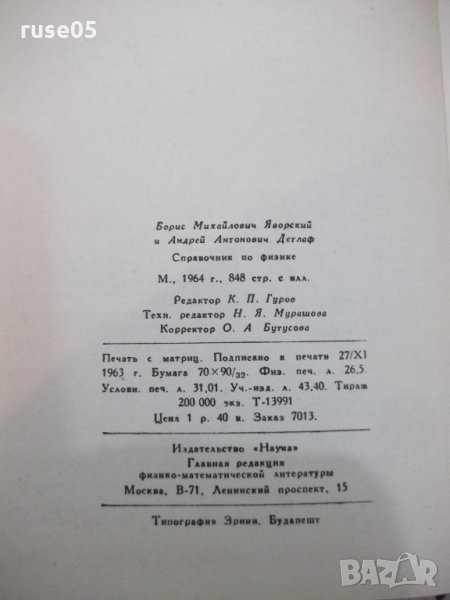 ruse05
Борис Михайлович Яворский
и Андрей Антонович Детлаф
Справочник по физике
М., 1964 г., 848 стр. с илл.
Редактор К. П. Гуров
Техн. редактор Н. Я. Мурашова
Корректор О. А. Бутусова
Печать с матриц. Подписано к печати 27/XI
1963 г. Бумага 70×90/32. Физ. печ. л. 26,5.
Условн. печ. л. 31,01. Уч.-изд. л. 43,40. Тираж
200 000 экз. Т-13991
Цена 1 р. 40 к. Заказ 7013.
Издательство «Наука»
Главная редакция
физико-математической литературы
Москва, В-71, Ленинский проспект, 15
Типография Эрини, Будапешт
BAZAR